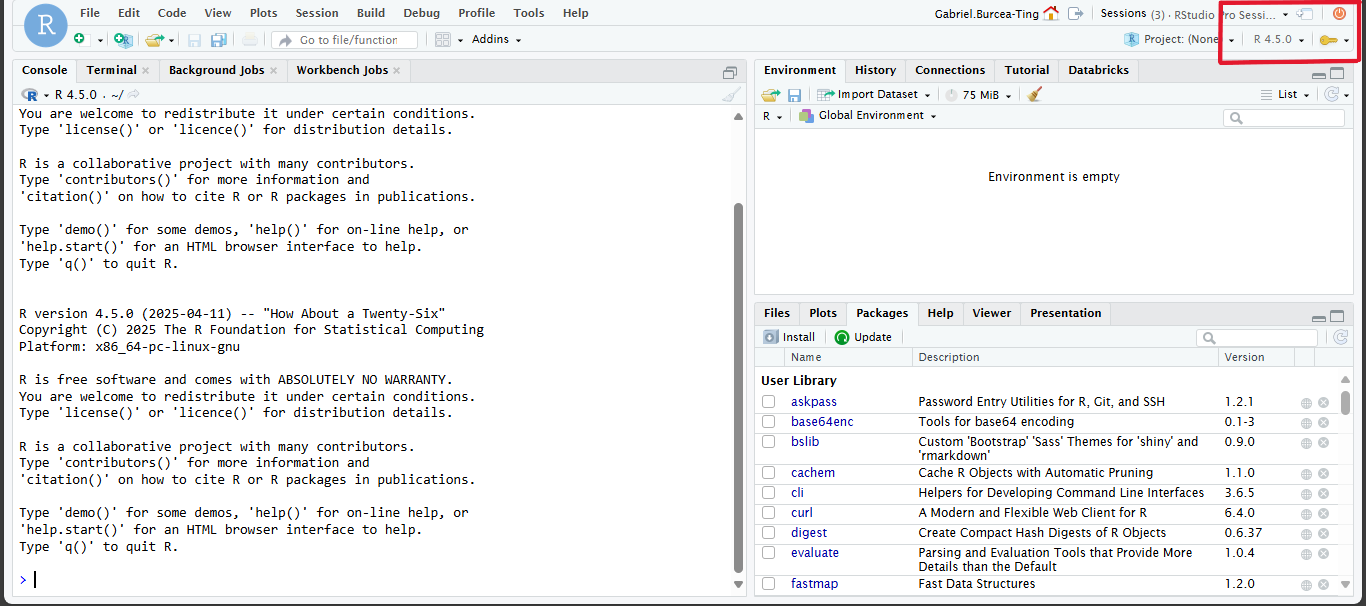 R
File Edit Code View Plots Session Build Debug Profile Tools Help
Gabriel.Burcea-Ting Sessions (3) · RStudio Pro Sessi...
Go to file/function Addins
Project: (None R 4.5.0
Console Terminal Background Jobs Workbench Jobs
R 4.5.0 . ~/
You are welcome to redistribute it under certain conditions.
Type 'license()' or 'licence()' for distribution details.
R is a collaborative project with many contributors.
Type 'contributors()' for more information and
'citation()' on how to cite R or R packages in publications.
Type 'demo()' for some demos, 'help()' for on-line help, or
'help.start()' for an HTML browser interface to help.
Type 'q()' to quit R.
R version 4.5.0 (2025-04-11) -- "How About a Twenty-Six"
Copyright (C) 2025 The R Foundation for Statistical Computing
Platform: x86_64-pc-linux-gnu
R is free software and comes with ABSOLUTELY NO WARRANTY.
You are welcome to redistribute it under certain conditions.
Type 'license()' or 'licence()' for distribution details.
R is a collaborative project with many contributors.
Type 'contributors()' for more information and
'citation()' on how to cite R or R packages in publications.
Type 'demo()' for some demos, 'help()' for on-line help, or
'help.start()' for an HTML browser interface to help.
Type 'q()' to quit R.
>
Environment History Connections Tutorial Databricks
Import Dataset 75 MiB List
R Global Environment
Environment is empty
Files Plots Packages Help Viewer Presentation
Install Update
Name Description Version
User Library
askpass Password Entry Utilities for R, Git, and SSH 1.2.1
base64enc Tools for base64 encoding 0.1-3
bslib Custom 'Bootstrap' 'Sass' Themes for 'shiny' and 0.9.0
'rmarkdown'
cachem Cache R Objects with Automatic Pruning 1.1.0
cli Helpers for Developing Command Line Interfaces 3.6.5
curl A Modern and Flexible Web Client for R 6.4.0
digest Create Compact Hash Digests of R Objects 0.6.37
evaluate Parsing and Evaluation Tools that Provide More 1.0.4
Details than the Default
fastmap Fast Data Structures 1.2.0